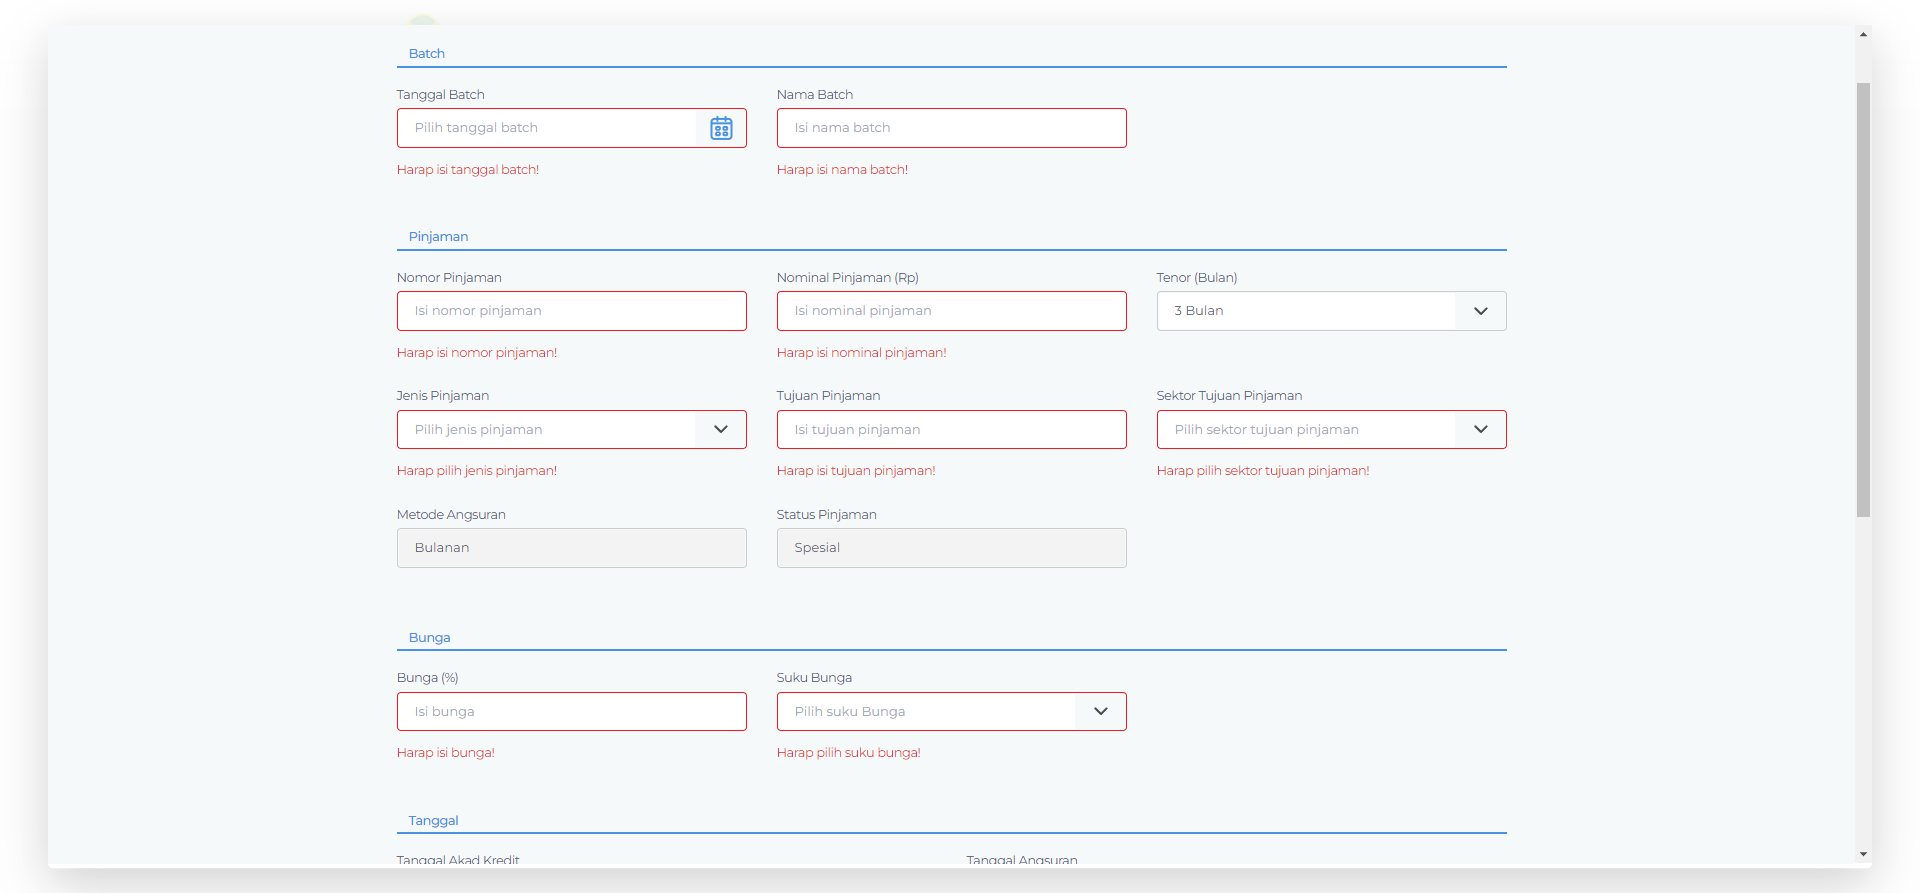 Batch
Tanggal Batch
Nama Batch
Pilih tanggal batch
Isi nama batch
Harap isi tanggal batch!
Harap isi nama batch!
Pinjaman
Nomor Pinjaman
Nominal Pinjaman (Rp)
Tenor (Bulan)
Isi nomor pinjaman
Isi nominal pinjaman
3 Bulan
Harap isi nomor pinjaman!
Harap isi nominal pinjaman!
Jenis Pinjaman
Tujuan Pinjaman
Sektor Tujuan Pinjaman
Pilih jenis pinjaman
Isi tujuan pinjaman
Pilih sektor tujuan pinjaman
Harap pilih jenis pinjaman!
Harap isi tujuan pinjaman!
Harap pilih sektor tujuan pinjaman!
Metode Angsuran
Status Pinjaman
Bulanan
Spesial
Bunga
Bunga (%)
Suku Bunga
Isi bunga
Pilih suku Bunga
Harap isi bunga!
Harap pilih suku bunga!
Tanggal
Tanggal Akad Kredit
Tanggal Angsuran